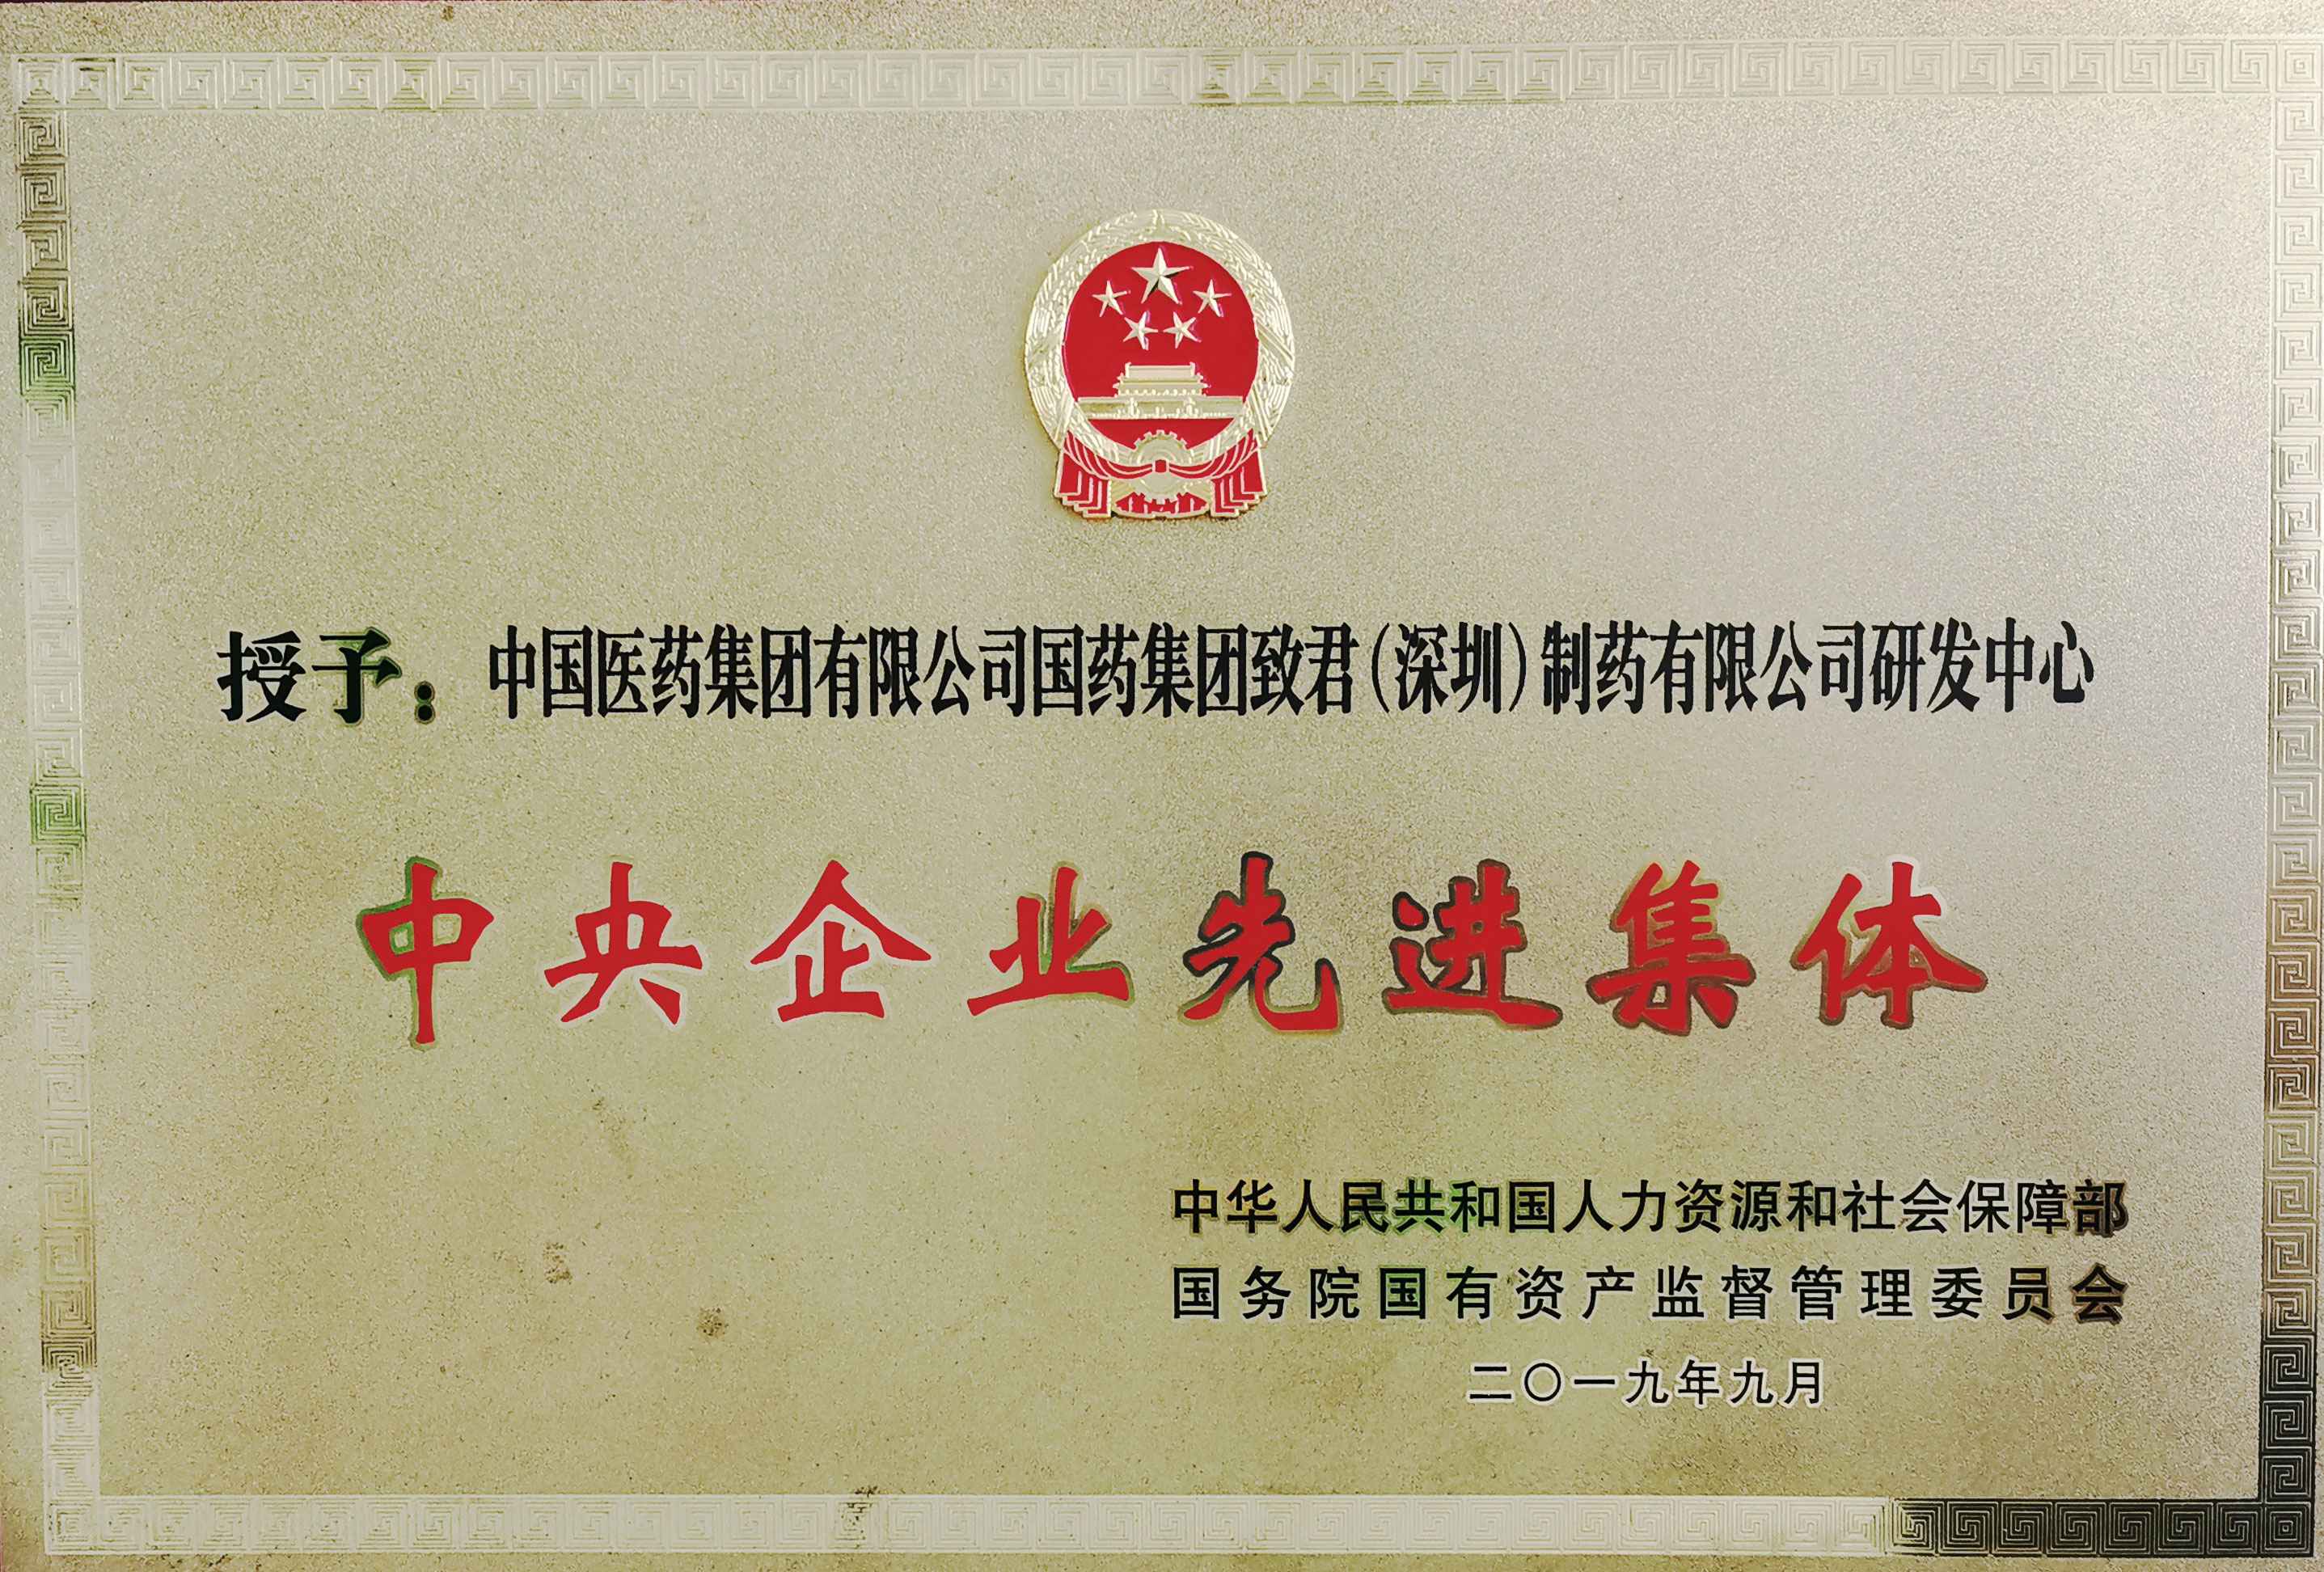 授予：中国医药集团有限公司国药集团致君（深圳）制药有限公司研发中心
中央企业先进集体
中华人民共和国人力资源和社会保障部
国务院国有资产监督管理委员会
二〇一九年九月